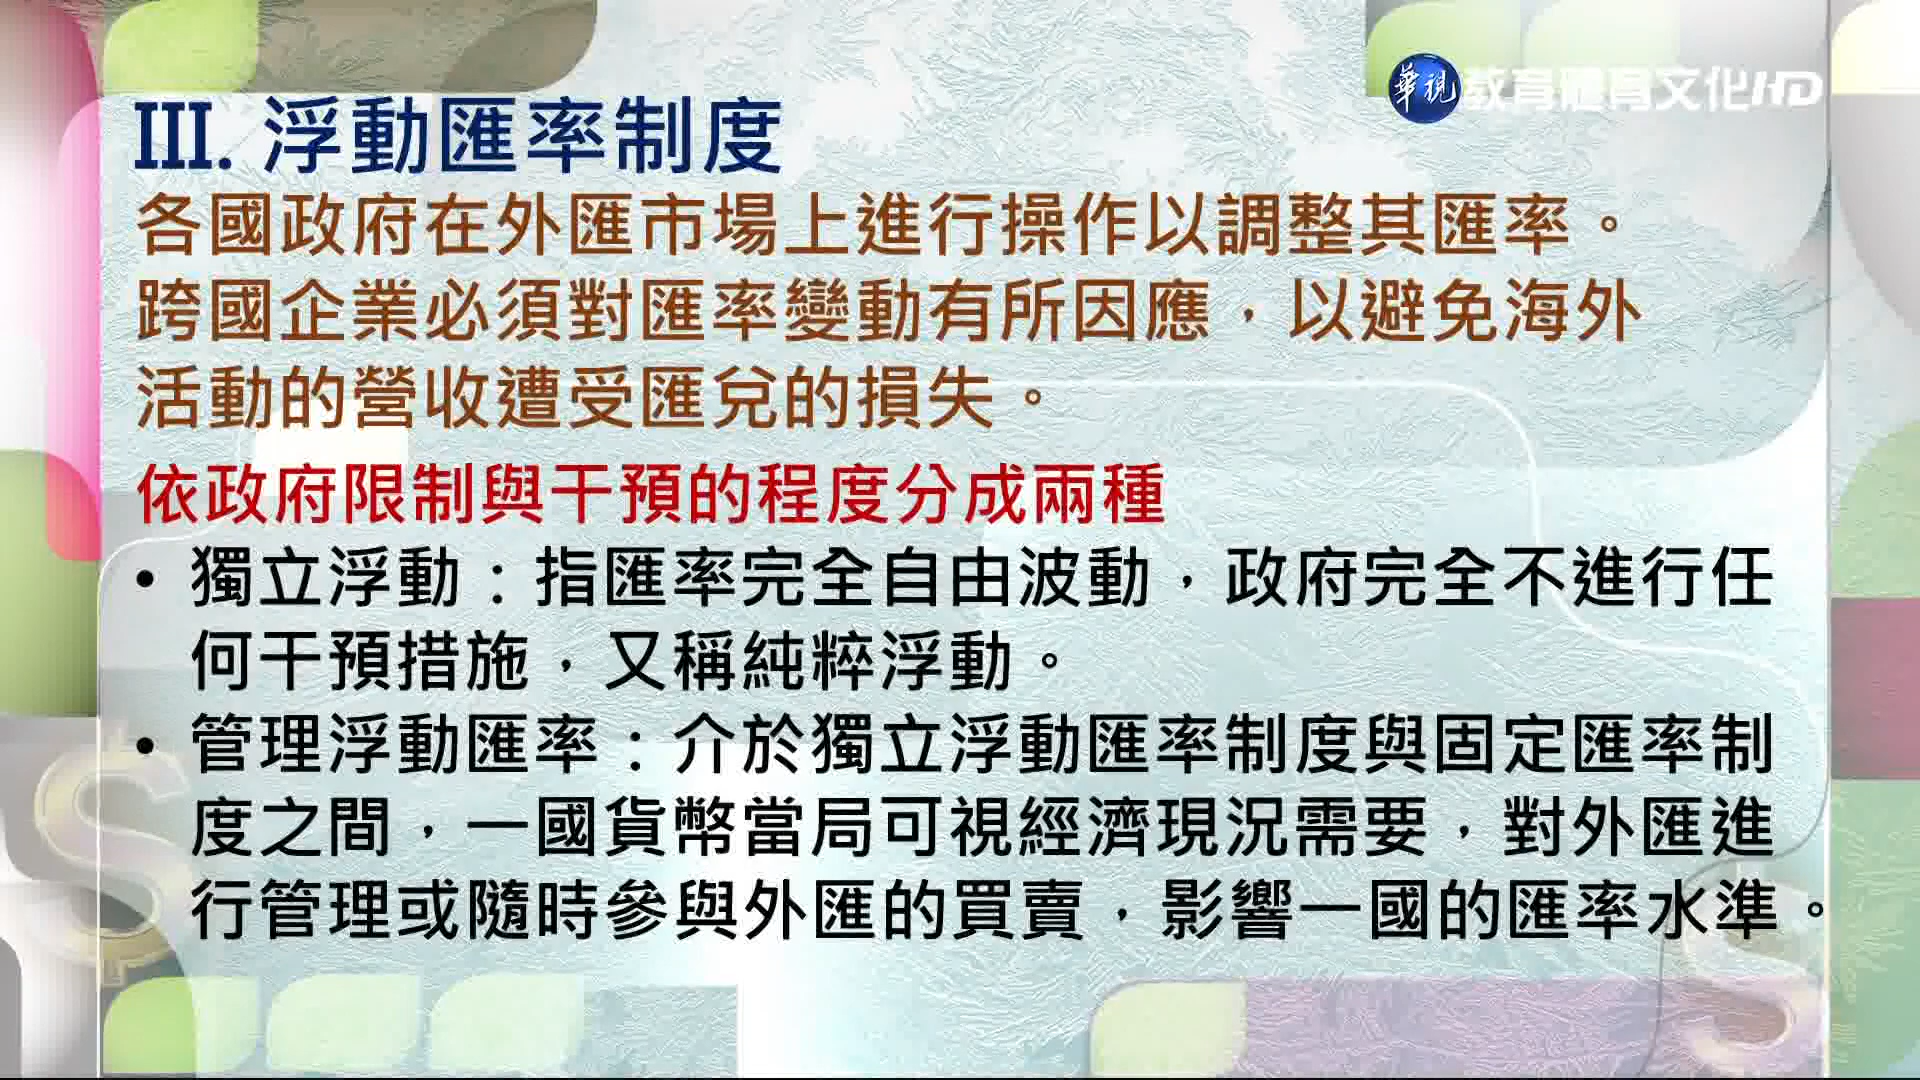 華視 教育體育文化HD
III. 浮動匯率制度
各國政府在外匯市場上進行操作以調整其匯率。
跨國企業必須對匯率變動有所因應，以避免海外
活動的營收遭受匯兌的損失。
依政府限制與干預的程度分成兩種
• 獨立浮動：指匯率完全自由波動，政府完全不進行任
何干預措施，又稱純粹浮動。
• 管理浮動匯率：介於獨立浮動匯率制度與固定匯率制
度之間，一國貨幣當局可視經濟現況需要，對外匯進
行管理或隨時參與外匯的買賣，影響一國的匯率水準。